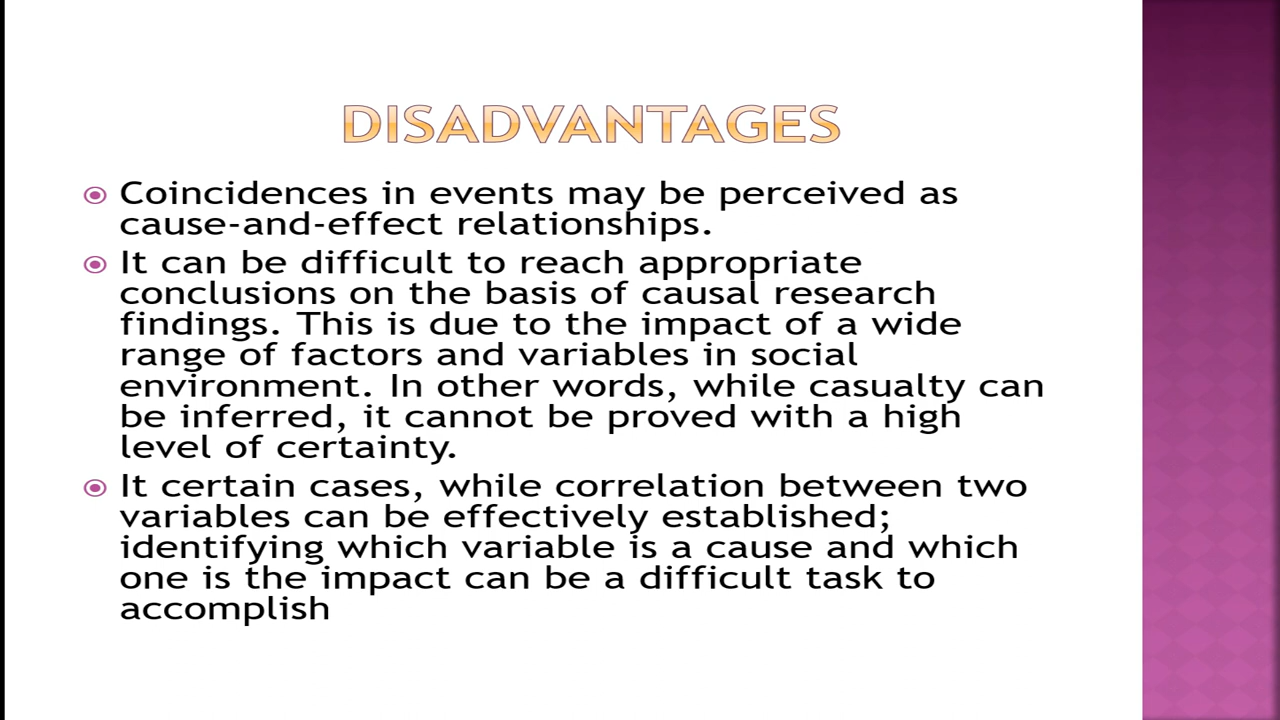 DISADVANTAGES
Coincidences in events may be perceived as
cause-and-effect relationships.
It can be difficult to reach appropriate
conclusions on the basis of causal research
findings. This is due to the impact of a wide
range of factors and variables in social
environment. In other words, while casualty can
be inferred, it cannot be proved with a high
level of certainty.
It certain cases, while correlation between two
variables can be effectively established;
identifying which variable is a cause and which
one is the impact can be a difficult task to
accomplish